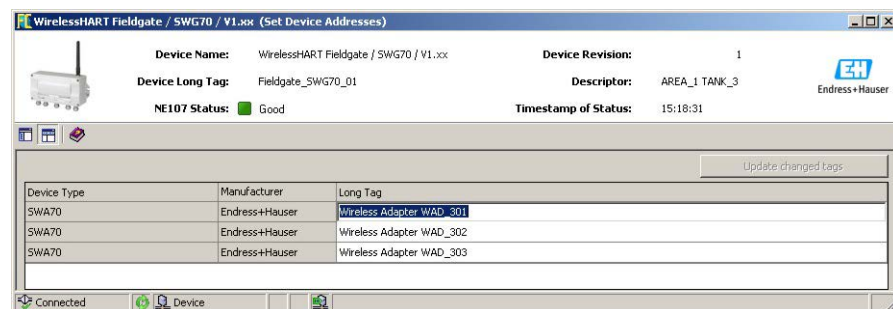 WirelessHART Fieldgate / SWG70 / V1.xx (Set Device Addresses)
Device Name: WirelessHART Fieldgate / SWG70 / V1.xx Device Revision: 1
Device Long Tag: Fieldgate_SWG70_01 Descriptor: AREA_1 TANK_3
EH
Endress+Hauser
NE107 Status: Good Timestamp of Status: 15:18:31
Update changed tags
Device Type Manufacturer Long Tag
SWA70 Endress+Hauser Wireless Adapter WAD_301
SWA70 Endress+Hauser Wireless Adapter WAD_302
SWA70 Endress+Hauser Wireless Adapter WAD_303
Connected Device